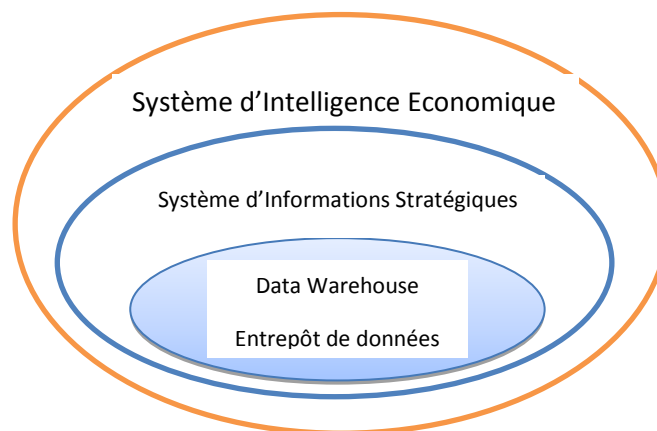 Système d’Intelligence Economique
Système d’Informations Stratégiques
Data Warehouse
Entrepôt de données